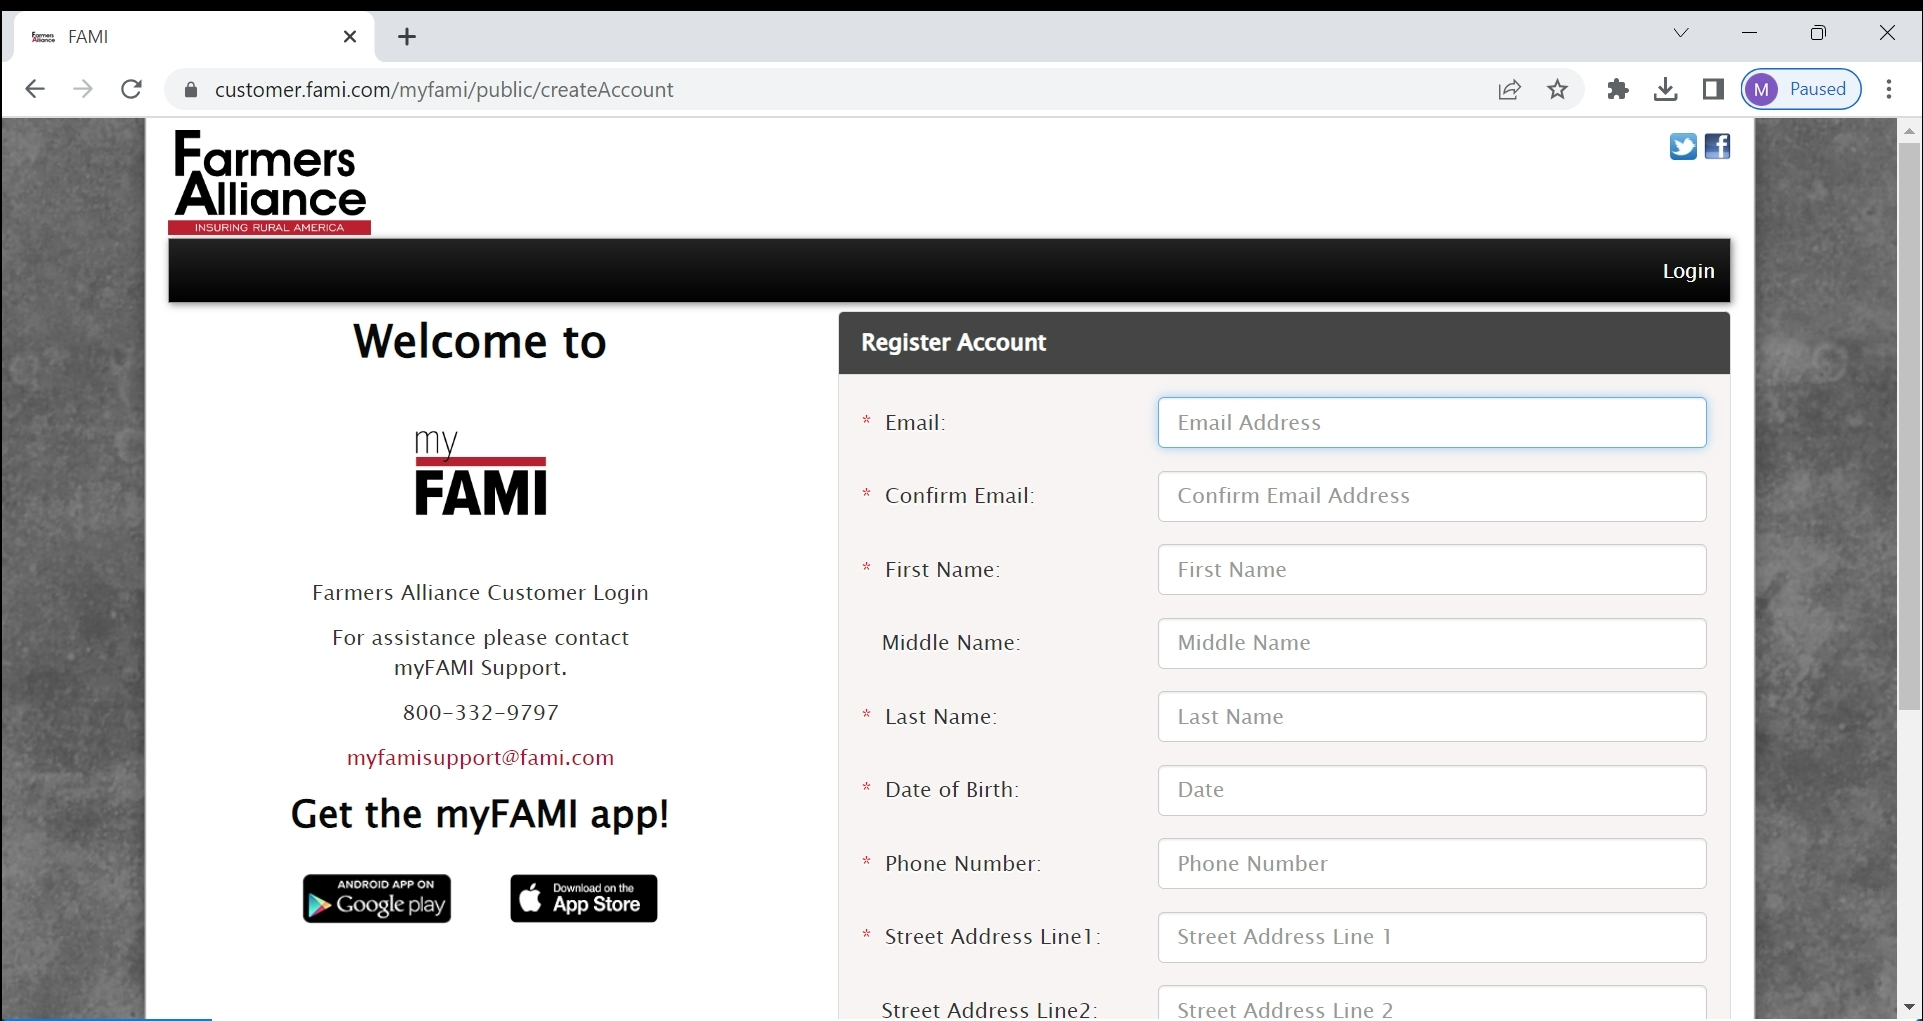 Farmers Alliance FAMI
customer.fami.com/myfami/public/createAccount
M Paused
Farmers
Alliance
INSURING RURAL AMERICA
Login
Welcome to
my
FAMI
Farmers Alliance Customer Login
For assistance please contact
myFAMI Support.
800-332-9797
myfamisupport@fami.com
Get the myFAMI app!
ANDROID APP ON
Google play
Download on the
App Store
Register Account
* Email: Email Address
* Confirm Email: Confirm Email Address
* First Name: First Name
Middle Name: Middle Name
* Last Name: Last Name
* Date of Birth: Date
* Phone Number: Phone Number
* Street Address Line1: Street Address Line 1
Street Address Line2: Street Address Line 2